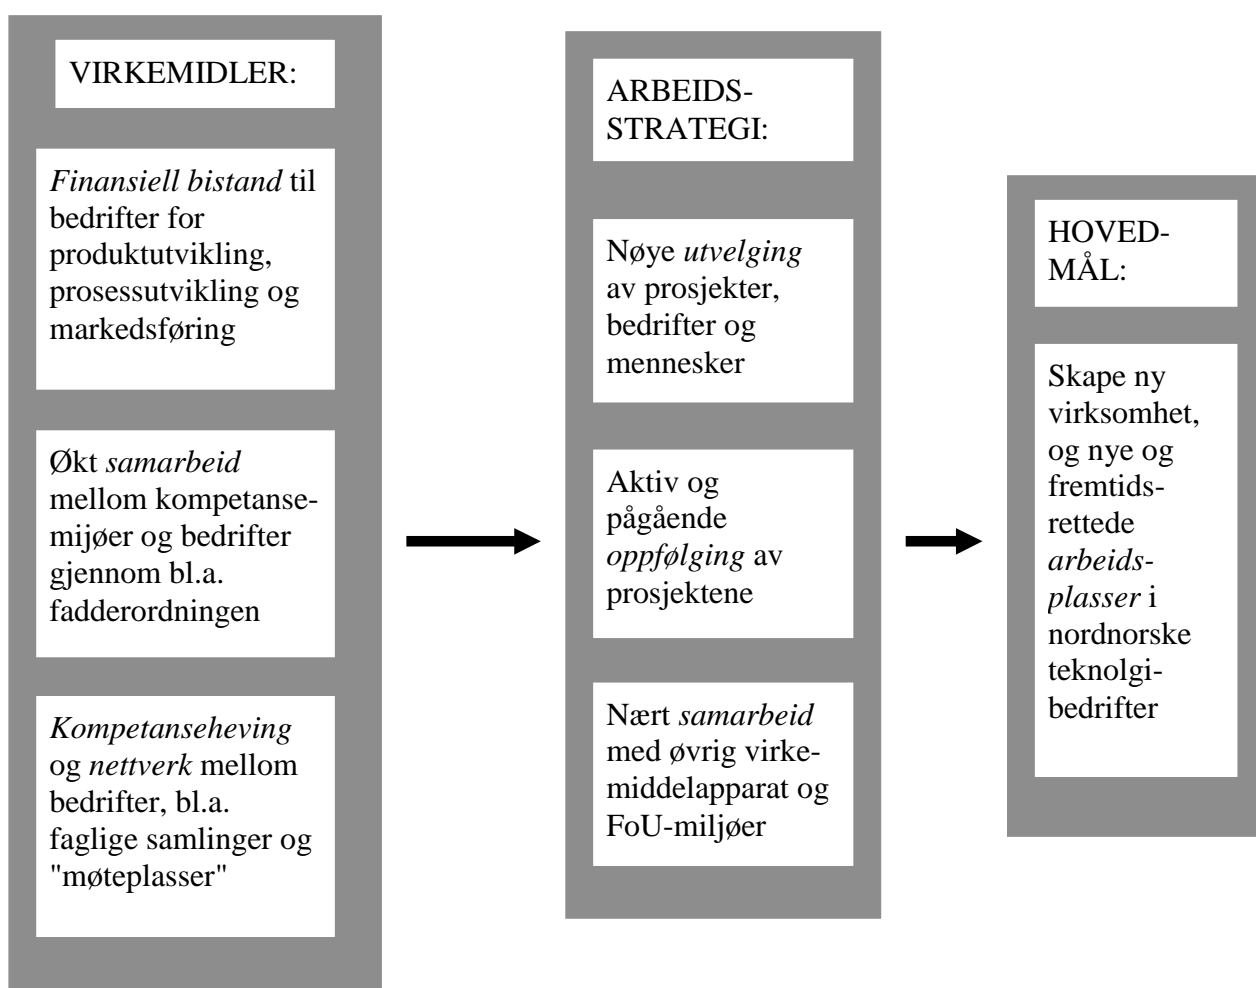 VIRKEMIDLER:
Finansiell bistand til
bedrifter for
produktutvikling,
prosessutvikling og
markedsføring
Økt samarbeid
mellom kompetanse-
mijøer og bedrifter
gjennom bl.a.
fadderordningen
Kompetanseheving
og nettverk mellom
bedrifter, bl.a.
faglige samlinger og
"møteplasser"
ARBEIDS-
STRATEGI:
Nøye utvelging
av prosjekter,
bedrifter og
mennesker
Aktiv og
pågående
oppfølging av
prosjektene
Nært samarbeid
med øvrig virke-
middelapparat og
FoU-miljøer
HOVED-
MÅL:
Skape ny
virksomhet,
og nye og
fremtids-
rettede
arbeids-
plasser i
nordnorske
teknolgi-
bedrifter